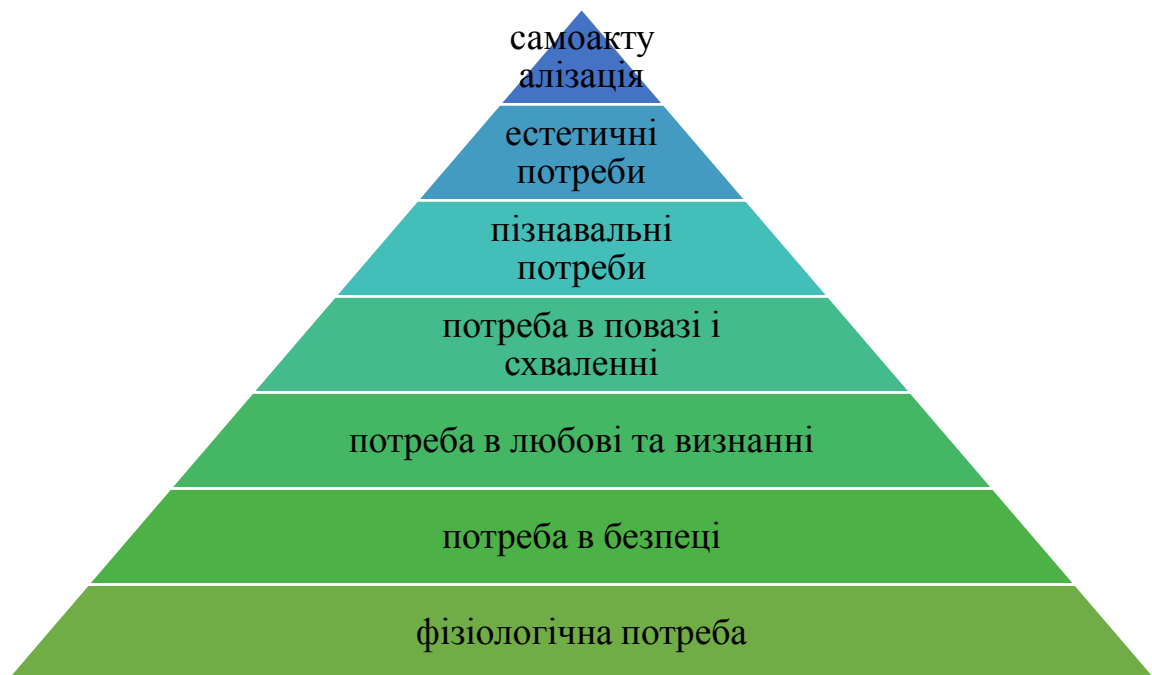 самоакту
алізація
естетичні
потреби
пізнавальні
потреби
потреба в повазі і
схваленні
потреба в любові та визнанні
потреба в безпеці
фізіологічна потреба